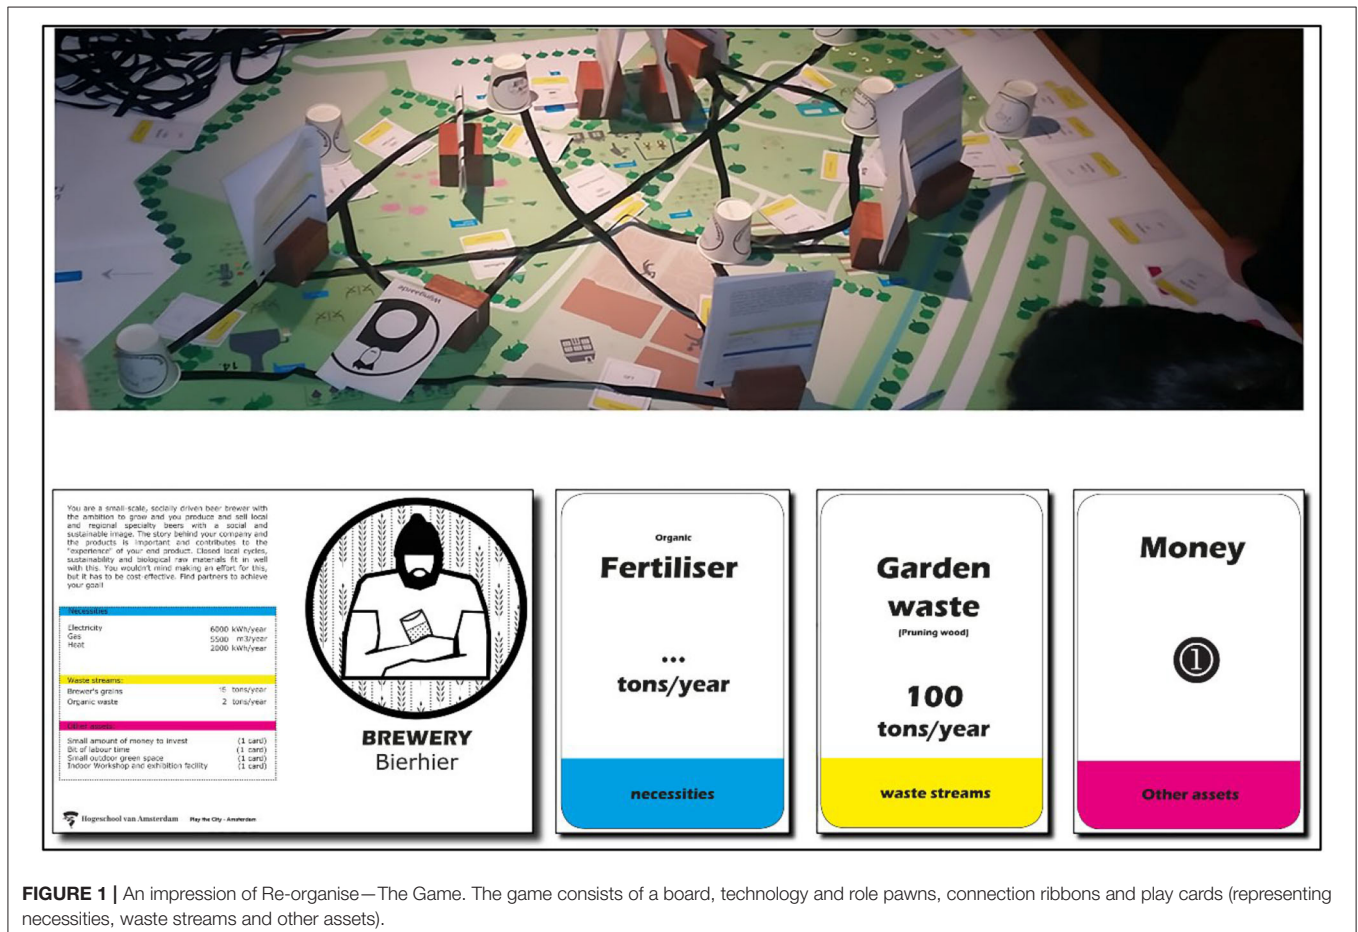 14.
You are a small-scale, socially driven beer brewer with
the ambition to grow and you produce and sell local
and regional specialty beers with a social and
sustainable image. The story behind your company and
the products is important and contributes to the
"experience" of your end product. Closed local cycles,
sustainability and biological raw materials fit in well
with this. You wouldn't mind making an effort for this,
but it has to be cost-effective. Find partners to achieve
your goal!
Necessities
Electricity 6000 kWh/year
Gas 5500 m3/year
Heat 2000 kWh/year
Waste streams:
Brewer's grains 15 tons/year
Organic waste 2 tons/year
Other assets:
Small amount of money to invest (1 card)
Bit of labour time (1 card)
Small outdoor green space (1 card)
Indoor Workshop and exhibition facility (1 card)
Hogeschool van Amsterdam Play the City - Amsterdam
BREWERY
Bierhier
Organic
Fertiliser
...
tons/year
necessities
Garden
waste
(Pruning wood)
100
tons/year
waste streams
Money
1
Other assets
FIGURE 1 | An impression of Re-organise—The Game. The game consists of a board, technology and role pawns, connection ribbons and play cards (representing
necessities, waste streams and other assets).